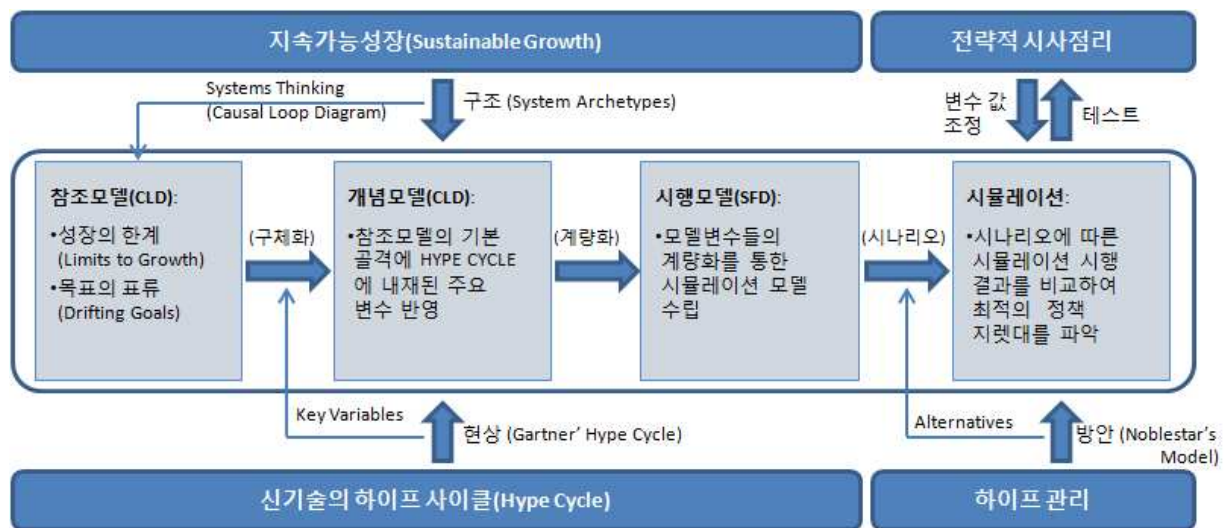 지속가능성장(Sustainable Growth)
전략적 시사점리
Systems Thinking
(Causal Loop Diagram)
구조 (System Archetypes)
변수 값
조정
테스트
참조모델(CLD):
•성장의 한계
(Limits to Growth)
•목표의 표류
(Drifting Goals)
(구체화)
개념모델(CLD):
•참조모델의 기본
골격에 HYPE CYCLE
에 내재된 주요
변수 반영
(계량화)
시행모델(SFD):
•모델변수들의
계량화를 통한
시뮬레이션 모델
수립
(시나리오)
시뮬레이션:
•시나리오에 따른
시뮬레이션 시행
결과를 비교하여
최적의 정책
지렛대를 파악
Key Variables
현상 (Gartner’ Hype Cycle)
Alternatives
방안 (Noblestar’s
Model)
신기술의 하이프 사이클(Hype Cycle)
하이프 관리